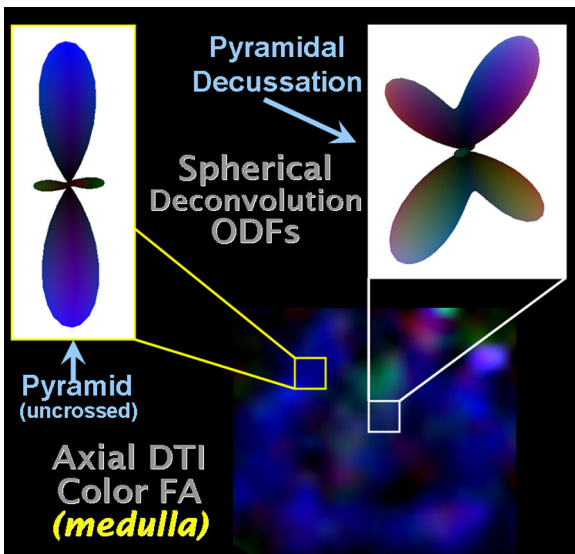 Pyramidal
Decussation
Spherical
Deconvolution
ODFs
Pyramid
(uncrossed)
Axial DTI
Color FA
(medulla)